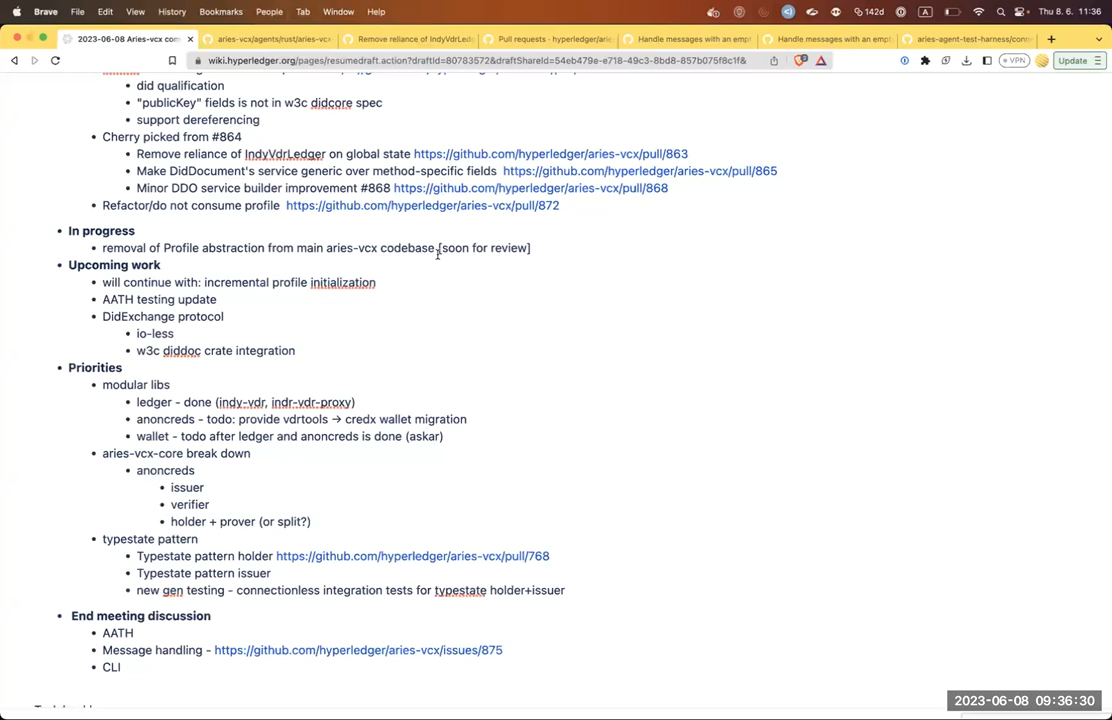 Brave File Edit View History Bookmarks People Tab Window Help 142d A Thu 8. 6. 11:36
2023-06-08 Aries-vcx com aries-vcx/agents/rust/aries-vcx Remove reliance of IndyVdrLed Pull requests · hyperledger/arie Handle messages with an empt Handle messages with an empt aries-agent-test-harness/conn
wiki.hyperledger.org/pages/resumedraft.action?draftId=80783572&draftShareId=54eb479e-e718-49c3-8bd8-857b075f8c1f& VPN Update
did qualification
"publicKey" fields is not in w3c didcore spec
support dereferencing
Cherry picked from #864
Remove reliance of IndyVdrLedger on global state https://github.com/hyperledger/aries-vcx/pull/863
Make DidDocument's service generic over method-specific fields https://github.com/hyperledger/aries-vcx/pull/865
Minor DDO service builder improvement #868 https://github.com/hyperledger/aries-vcx/pull/868
Refactor/do not consume profile https://github.com/hyperledger/aries-vcx/pull/872
In progress
removal of Profile abstraction from main aries-vcx codebase [soon for review]
Upcoming work
will continue with: incremental profile initialization
AATH testing update
DidExchange protocol
io-less
w3c diddoc crate integration
Priorities
modular libs
ledger - done (indy-vdr, indr-vdr-proxy)
anoncreds - todo: provide vdrtools → credx wallet migration
wallet - todo after ledger and anoncreds is done (askar)
aries-vcx-core break down
anoncreds
issuer
verifier
holder + prover (or split?)
typestate pattern
Typestate pattern holder https://github.com/hyperledger/aries-vcx/pull/768
Typestate pattern issuer
new gen testing - connectionless integration tests for typestate holder+issuer
End meeting discussion
AATH
Message handling - https://github.com/hyperledger/aries-vcx/issues/875
CLI
2023-06-08 09:36:30